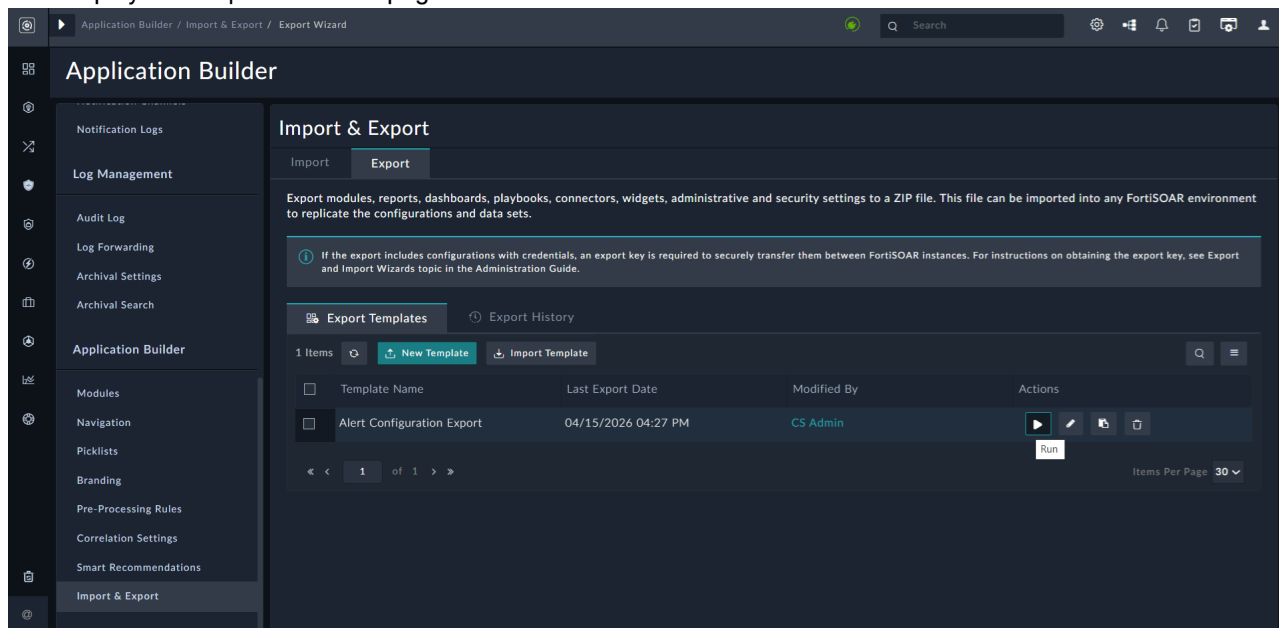 Application Builder / Import & Export / Export Wizard
Search
Application Builder
Notification Logs
Log Management
Audit Log
Log Forwarding
Archival Settings
Archival Search
Application Builder
Modules
Navigation
Picklists
Branding
Pre-Processing Rules
Correlation Settings
Smart Recommendations
Import & Export
Import & Export
Import Export
Export modules, reports, dashboards, playbooks, connectors, widgets, administrative and security settings to a ZIP file. This file can be imported into any FortiSOAR environment
to replicate the configurations and data sets.
If the export includes configurations with credentials, an export key is required to securely transfer them between FortiSOAR instances. For instructions on obtaining the export key, see Export
and Import Wizards topic in the Administration Guide.
Export Templates Export History
1 Items New Template Import Template
Template Name Last Export Date Modified By Actions
Alert Configuration Export 04/15/2026 04:27 PM CS Admin
Run
« < 1 of 1 > » Items Per Page 30